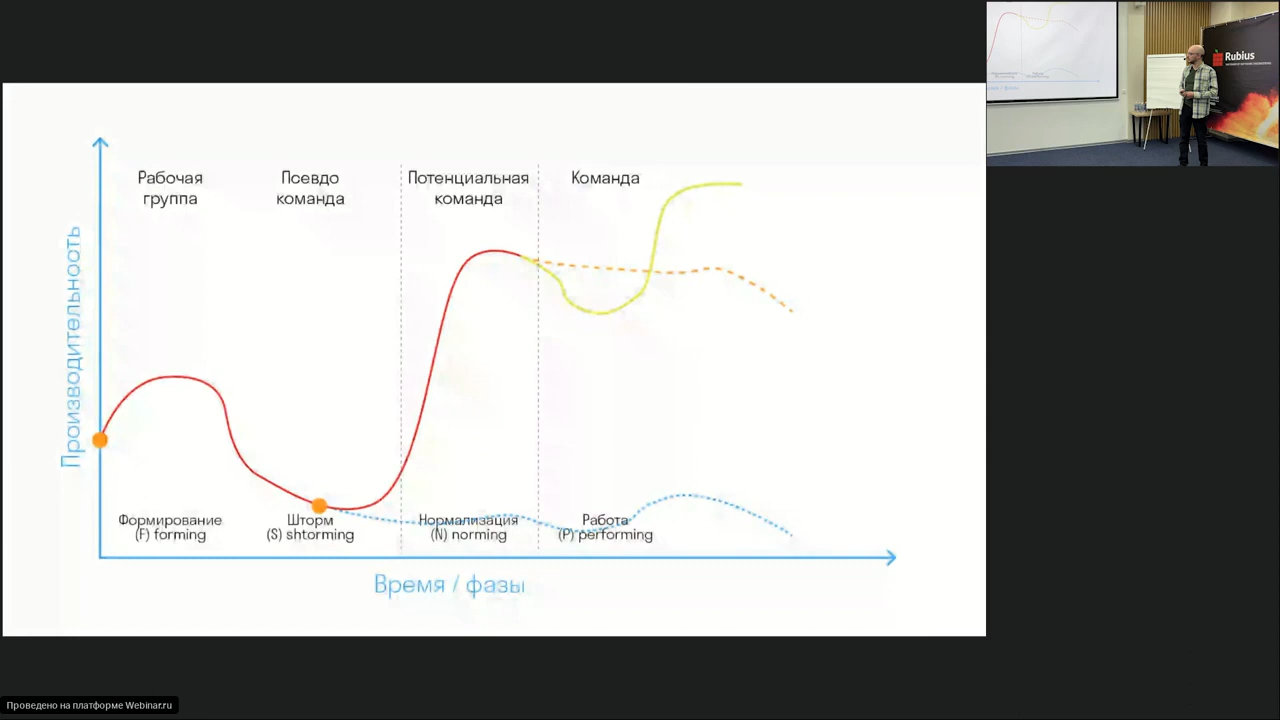 Рабочая
группа
Псевдо
команда
Потенциальная
команда
Команда
Производительность
Формирование
(F) forming
Шторм
(S) shtorming
Нормализация
(N) norming
Работа
(P) performing
Время / фазы
Rubius
Проведено на платформе Webinar.ru